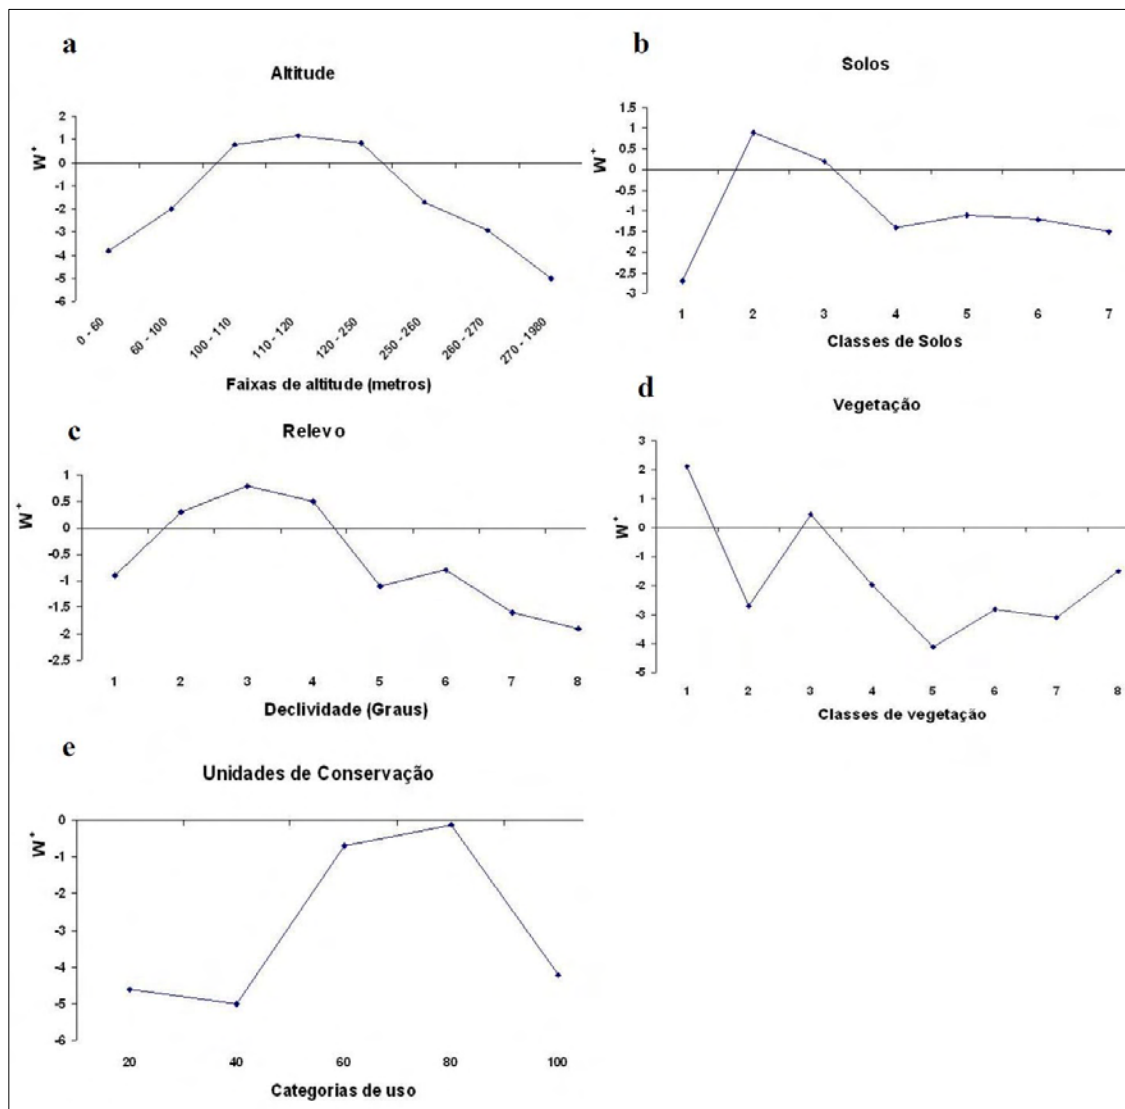 a
Altitude
2
1
0
-1
-2
-3
-4
-5
-6
W+
0 - 60
60 - 100
100 - 110
110 - 120
120 - 250
250 - 260
260 - 270
270 - 1980
Faixas de altitude (metros)
b
Solos
1.5
1
0.5
0
-0.5
-1
-1.5
-2
-2.5
-3
W+
1 2 3 4 5 6 7
Classes de Solos
c
Relevo
1
0.5
0
-0.5
-1
-1.5
-2
-2.5
W+
1 2 3 4 5 6 7 8
Declividade (Graus)
d
Vegetação
3
2
1
0
-1
-2
-3
-4
-5
W+
1 2 3 4 5 6 7 8
Classes de vegetação
e
Unidades de Conservação
0
-1
-2
-3
-4
-5
-6
W+
20 40 60 80 100
Categorias de uso